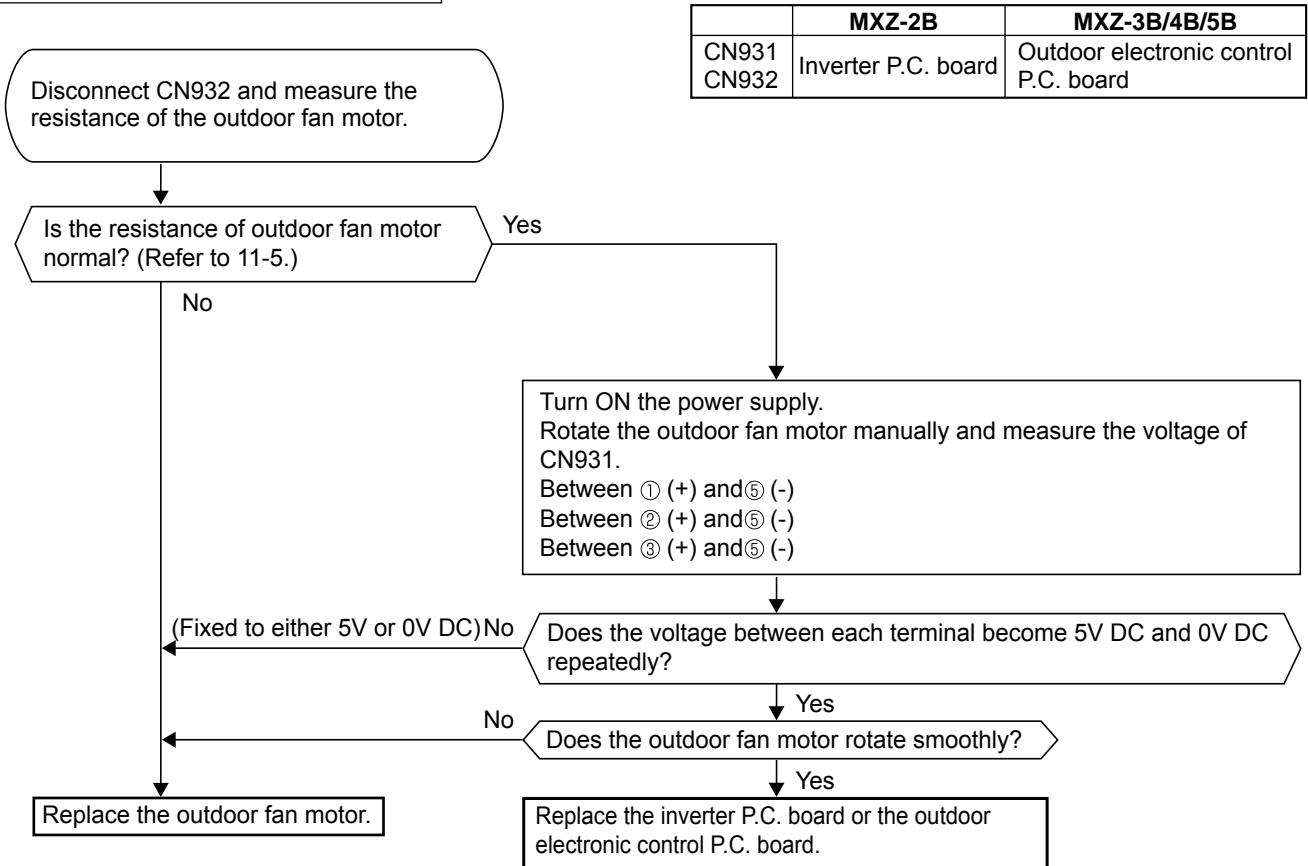 MXZ-2B MXZ-3B/4B/5B
CN931
CN932
Inverter P.C. board
Outdoor electronic control
P.C. board
Disconnect CN932 and measure the
resistance of the outdoor fan motor.
Is the resistance of outdoor fan motor
normal? (Refer to 11-5.)
Yes
No
Turn ON the power supply.
Rotate the outdoor fan motor manually and measure the voltage of
CN931.
Between ① (+) and⑤ (-)
Between ② (+) and⑤ (-)
Between ③ (+) and⑤ (-)
(Fixed to either 5V or 0V DC) No
Does the voltage between each terminal become 5V DC and 0V DC
repeatedly?
Yes
No
Does the outdoor fan motor rotate smoothly?
Yes
Replace the outdoor fan motor.
Replace the inverter P.C. board or the outdoor
electronic control P.C. board.